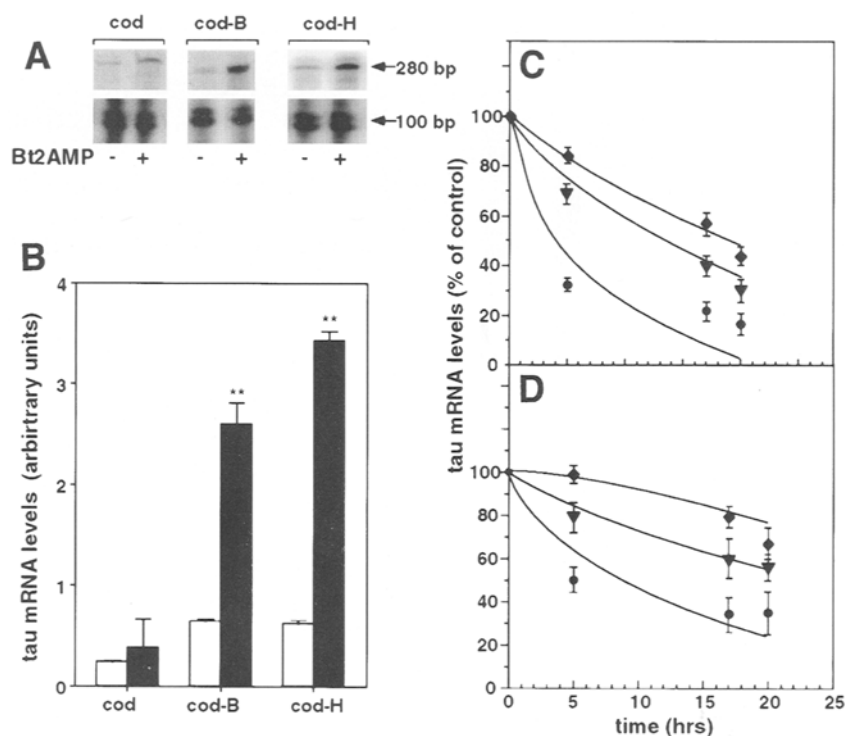 A
cod
cod-B
cod-H
280 bp
100 bp
Bt2AMP
- + - + - +
B
tau mRNA levels (arbirtrary units)
4
3
2
1
0
**
**
cod
cod-B
cod-H
C
tau mRNA levels (% of control)
100
80
60
40
20
0
D
100
80
60
40
20
0
0 5 10 15 20 25
time (hrs)